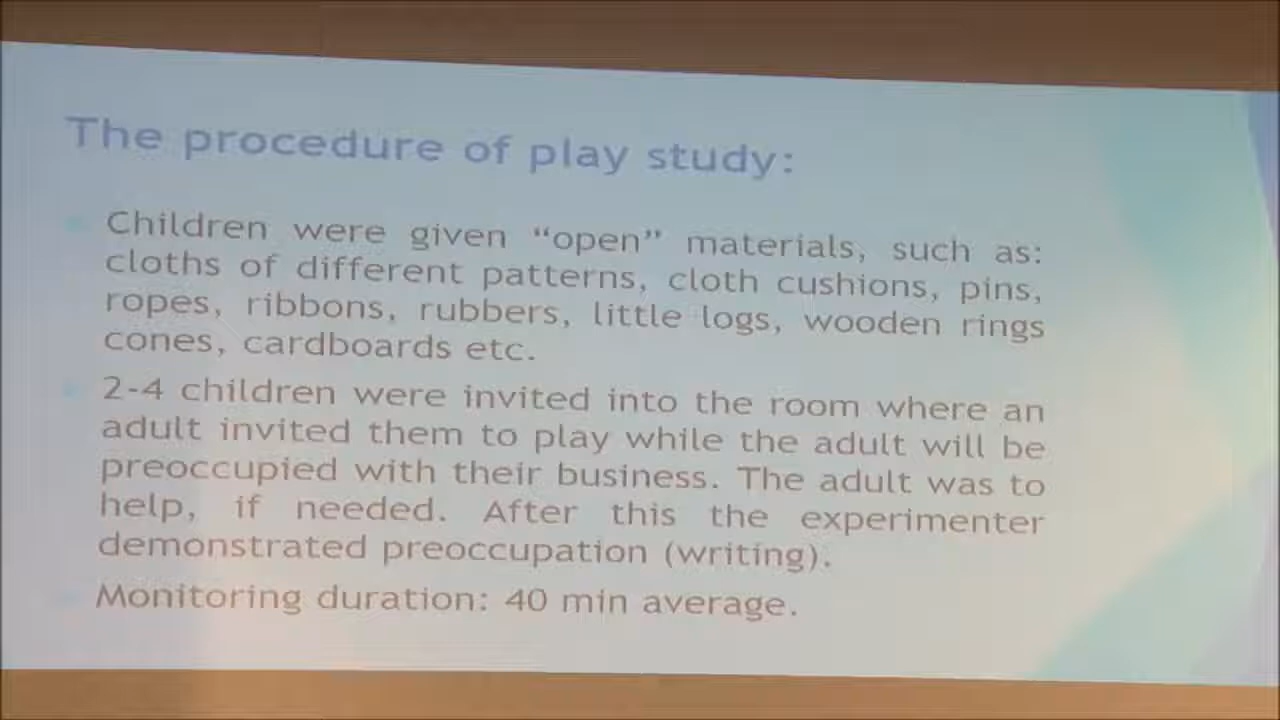 The procedure of play study:
Children were given “open” materials, such as:
cloths of different patterns, cloth cushions, pins,
ropes, ribbons, rubbers, little logs, wooden rings
cones, cardboards etc.
2-4 children were invited into the room where an
adult invited them to play while the adult will be
preoccupied with their business. The adult was to
help, if needed. After this the experimenter
demonstrated preoccupation (writing).
Monitoring duration: 40 min average.